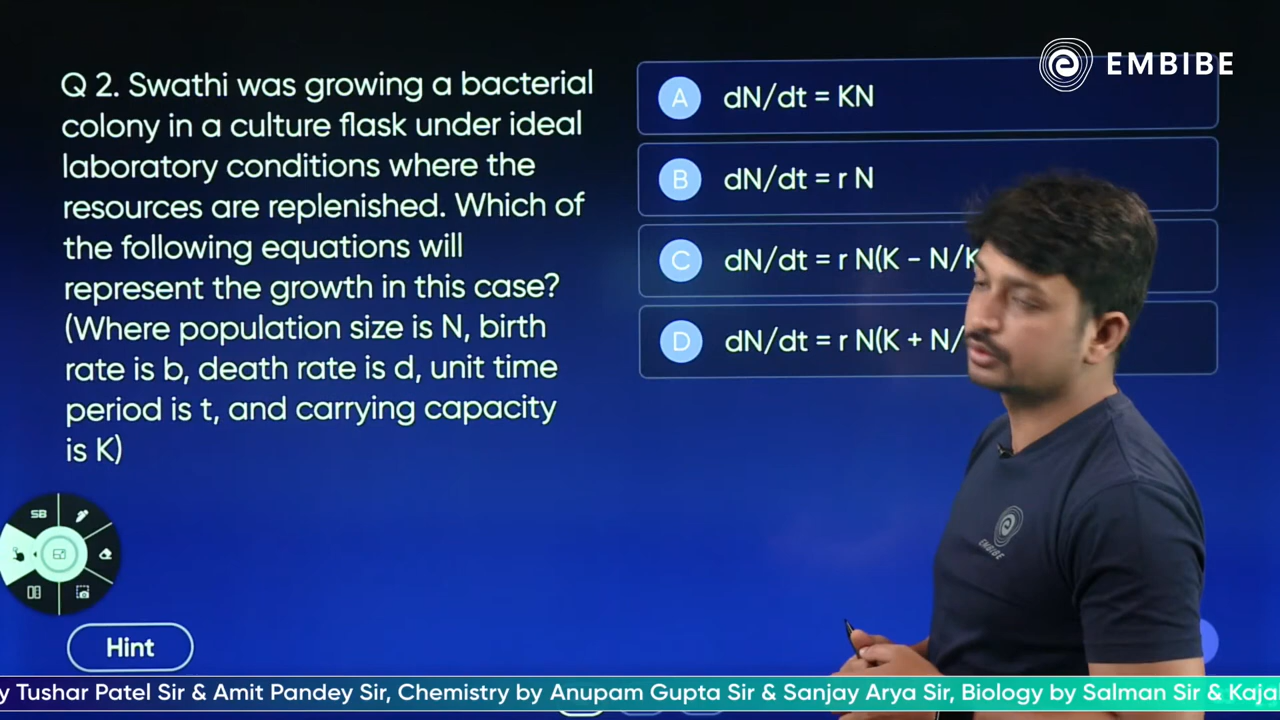 EMBIBE
Q 2. Swathi was growing a bacterial
colony in a culture flask under ideal
laboratory conditions where the
resources are replenished. Which of
the following equations will
represent the growth in this case?
(Where population size is N, birth
rate is b, death rate is d, unit time
period is t, and carrying capacity
is K)
A dN/dt = KN
B dN/dt = r N
C dN/dt = r N(K - N/K
D dN/dt = r N(K + N/
SB
EMBIBE
Hint
y Tushar Patel Sir & Amit Pandey Sir, Chemistry by Anupam Gupta Sir & Sanjay Arya Sir, Biology by Salman Sir & Kajal